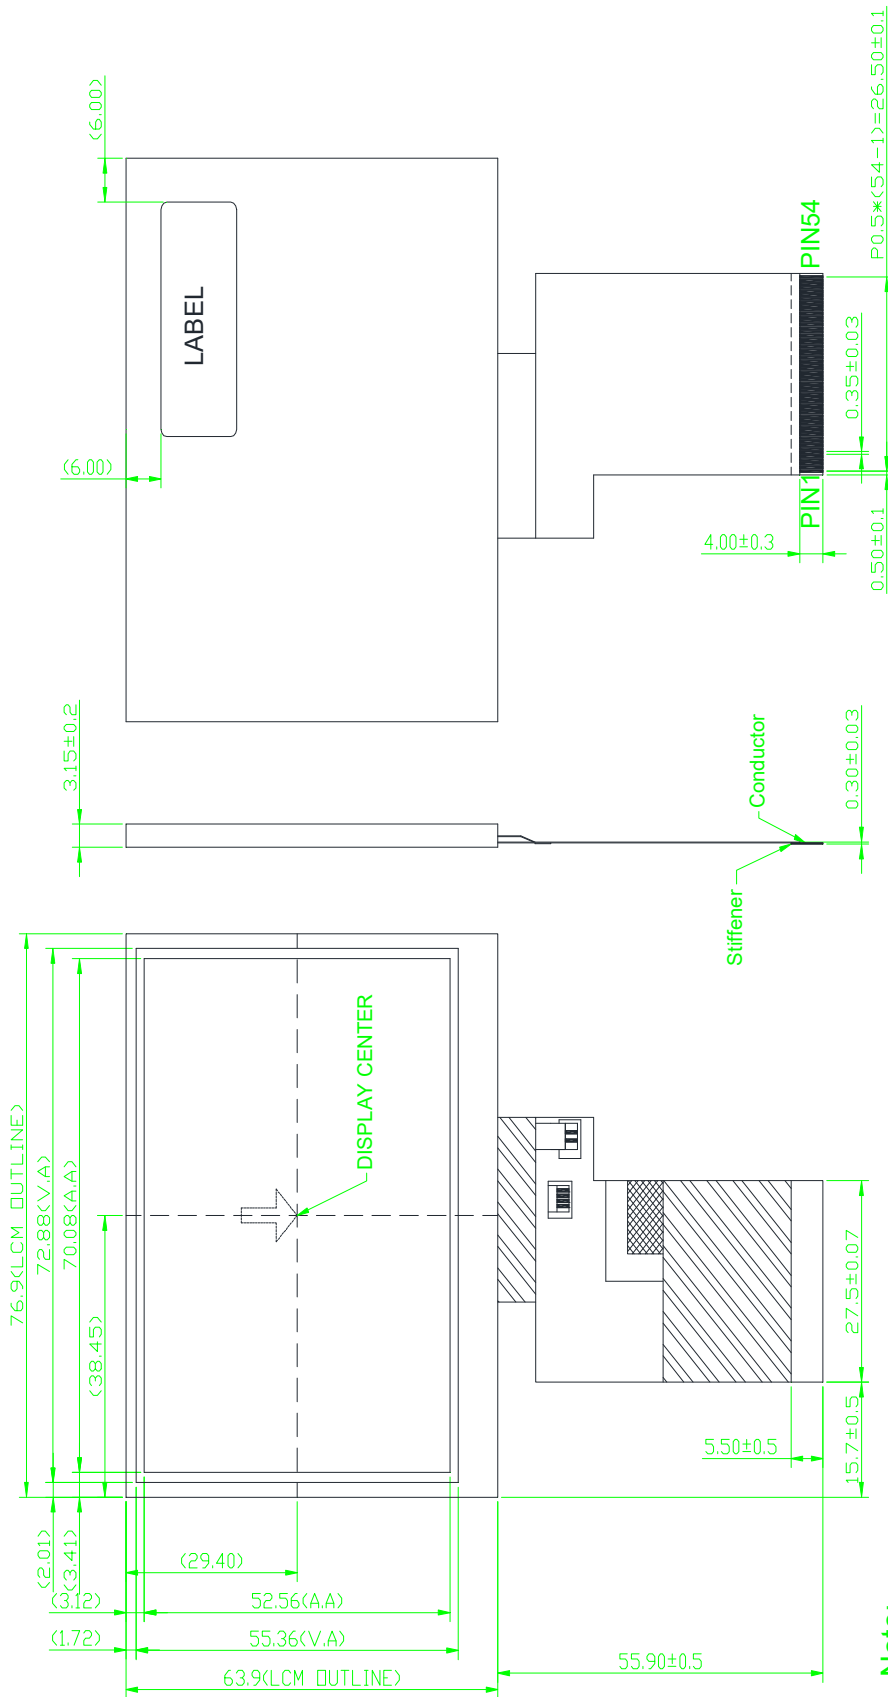 76.9(LCM OUTLINE)
72.88(V.A)
70.08(A.A)
(38.45)
(2.01)
(3.41)
(3.12)
(1.72)
(29.40)
52.56(A.A)
55.36(V.A)
63.9(LCM OUTLINE)
55.90±0.5
DISPLAY CENTER
5.50±0.5
15.7±0.5
27.5±0.07
3.15±0.2
Stiffener
Conductor
0.30±0.03
(6.00)
(6.00)
LABEL
4.00±0.3
PIN1
PIN54
0.35±0.03
0.50±0.1
P0.5*(54-1)=26.50±0.1